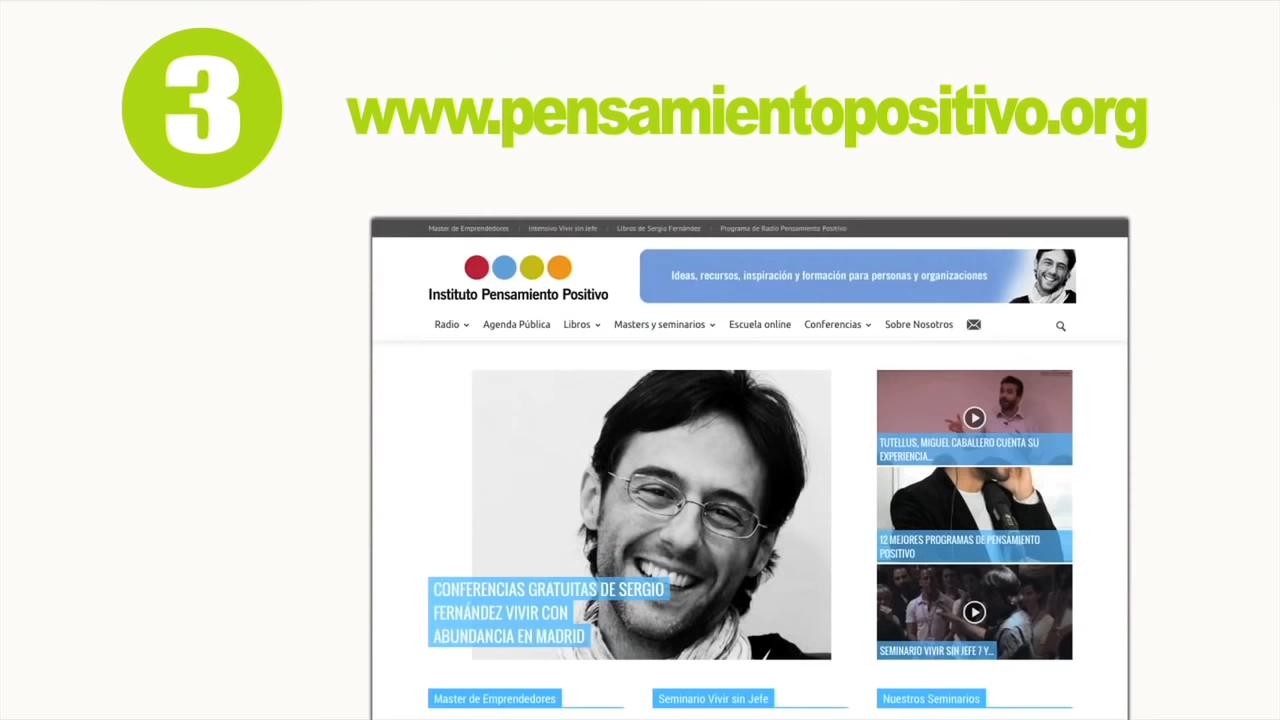 3
www.pensamientopositivo.org
Master de Emprendedores
Intensivo Vivir sin Jefe
Libros de Sergio Fernández
Programa de Radio Pensamiento Positivo
Instituto Pensamiento Positivo
Ideas, recursos, inspiración y formación para personas y organizaciones
Radio
Agenda Pública
Libros
Masters y seminarios
Escuela online
Conferencias
Sobre Nosotros
CONFERENCIAS GRATUITAS DE SERGIO
FERNÁNDEZ VIVIR CON
ABUNDANCIA EN MADRID
TUTELLUS, MIGUEL CABALLERO CUENTA SU
EXPERIENCIA...
12 MEJORES PROGRAMAS DE PENSAMIENTO
POSITIVO
SEMINARIO VIVIR SIN JEFE 7 Y...
Master de Emprendedores
Seminario Vivir sin Jefe
Nuestros Seminarios